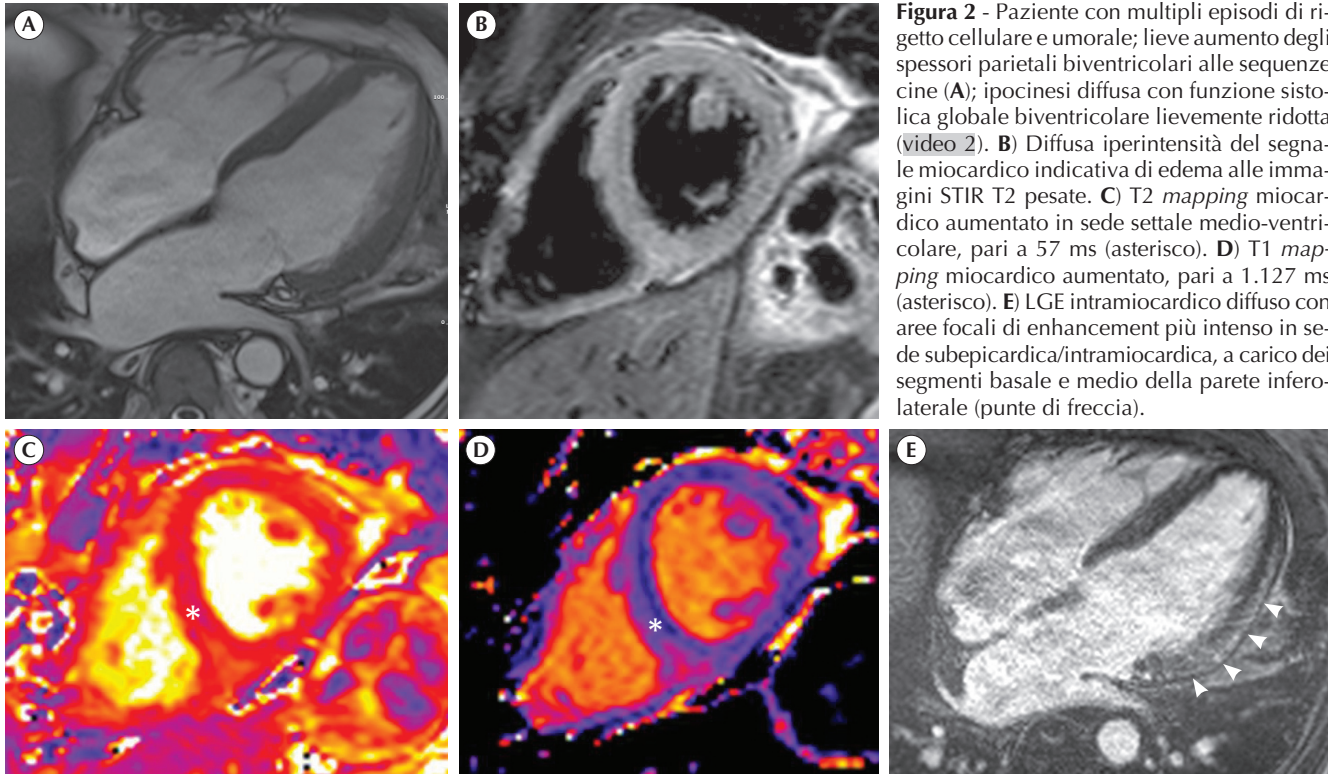 A
B
Figura 2 - Paziente con multipli episodi di ri-
getto cellulare e umorale; lieve aumento degli
spessori parietali biventricolari alle sequenze
cine (A); ipocinesi diffusa con funzione sisto-
lica globale biventricolare lievemente ridotta
(video 2). B) Diffusa iperintensità del segna-
le miocardico indicativa di edema alle imma-
gini STIR T2 pesate. C) T2 mapping miocar-
dico aumentato in sede settale medio-ventri-
colare, pari a 57 ms (asterisco). D) T1 map-
ping miocardico aumentato, pari a 1.127 ms
(asterisco). E) LGE intramiocardico diffuso con
aree focali di enhancement più intenso in se-
de subepicardica/intramiocardica, a carico dei
segmenti basale e medio della parete infero-
laterale (punte di freccia).
C
*
D
*
E